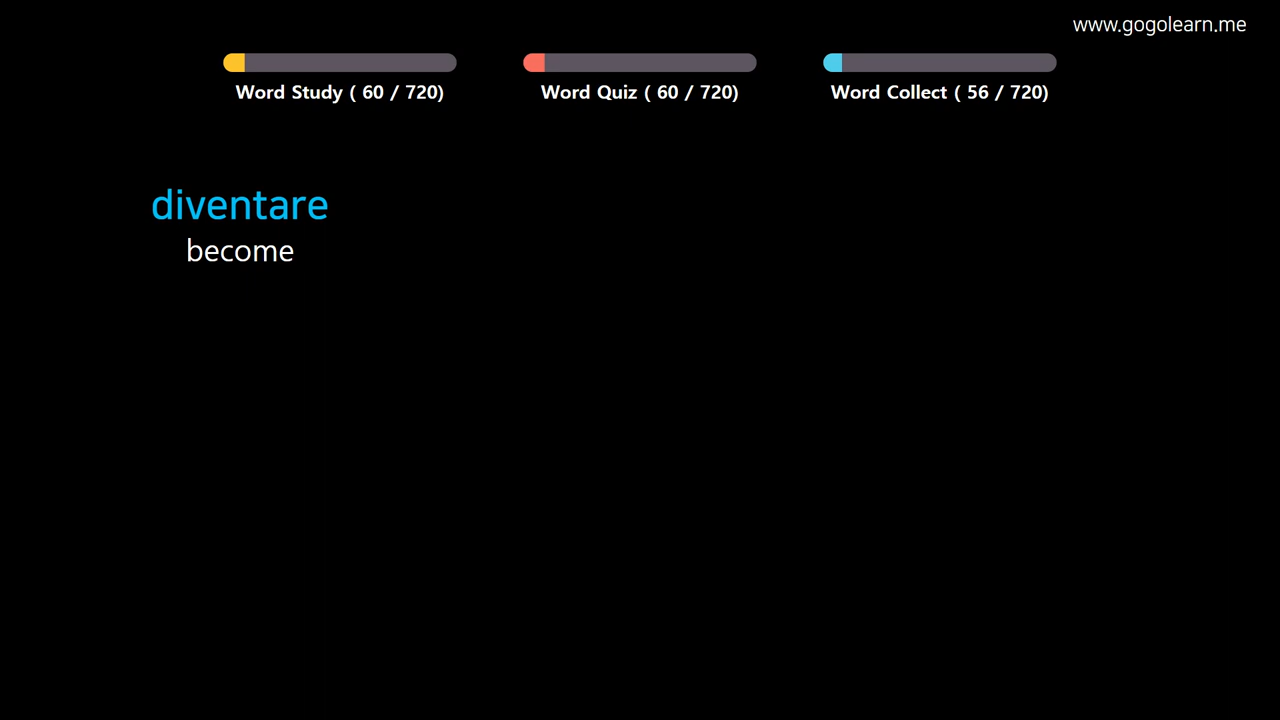 www.gogolearn.me
Word Study ( 60 / 720)
Word Quiz ( 60 / 720)
Word Collect ( 56 / 720)
diventare
become